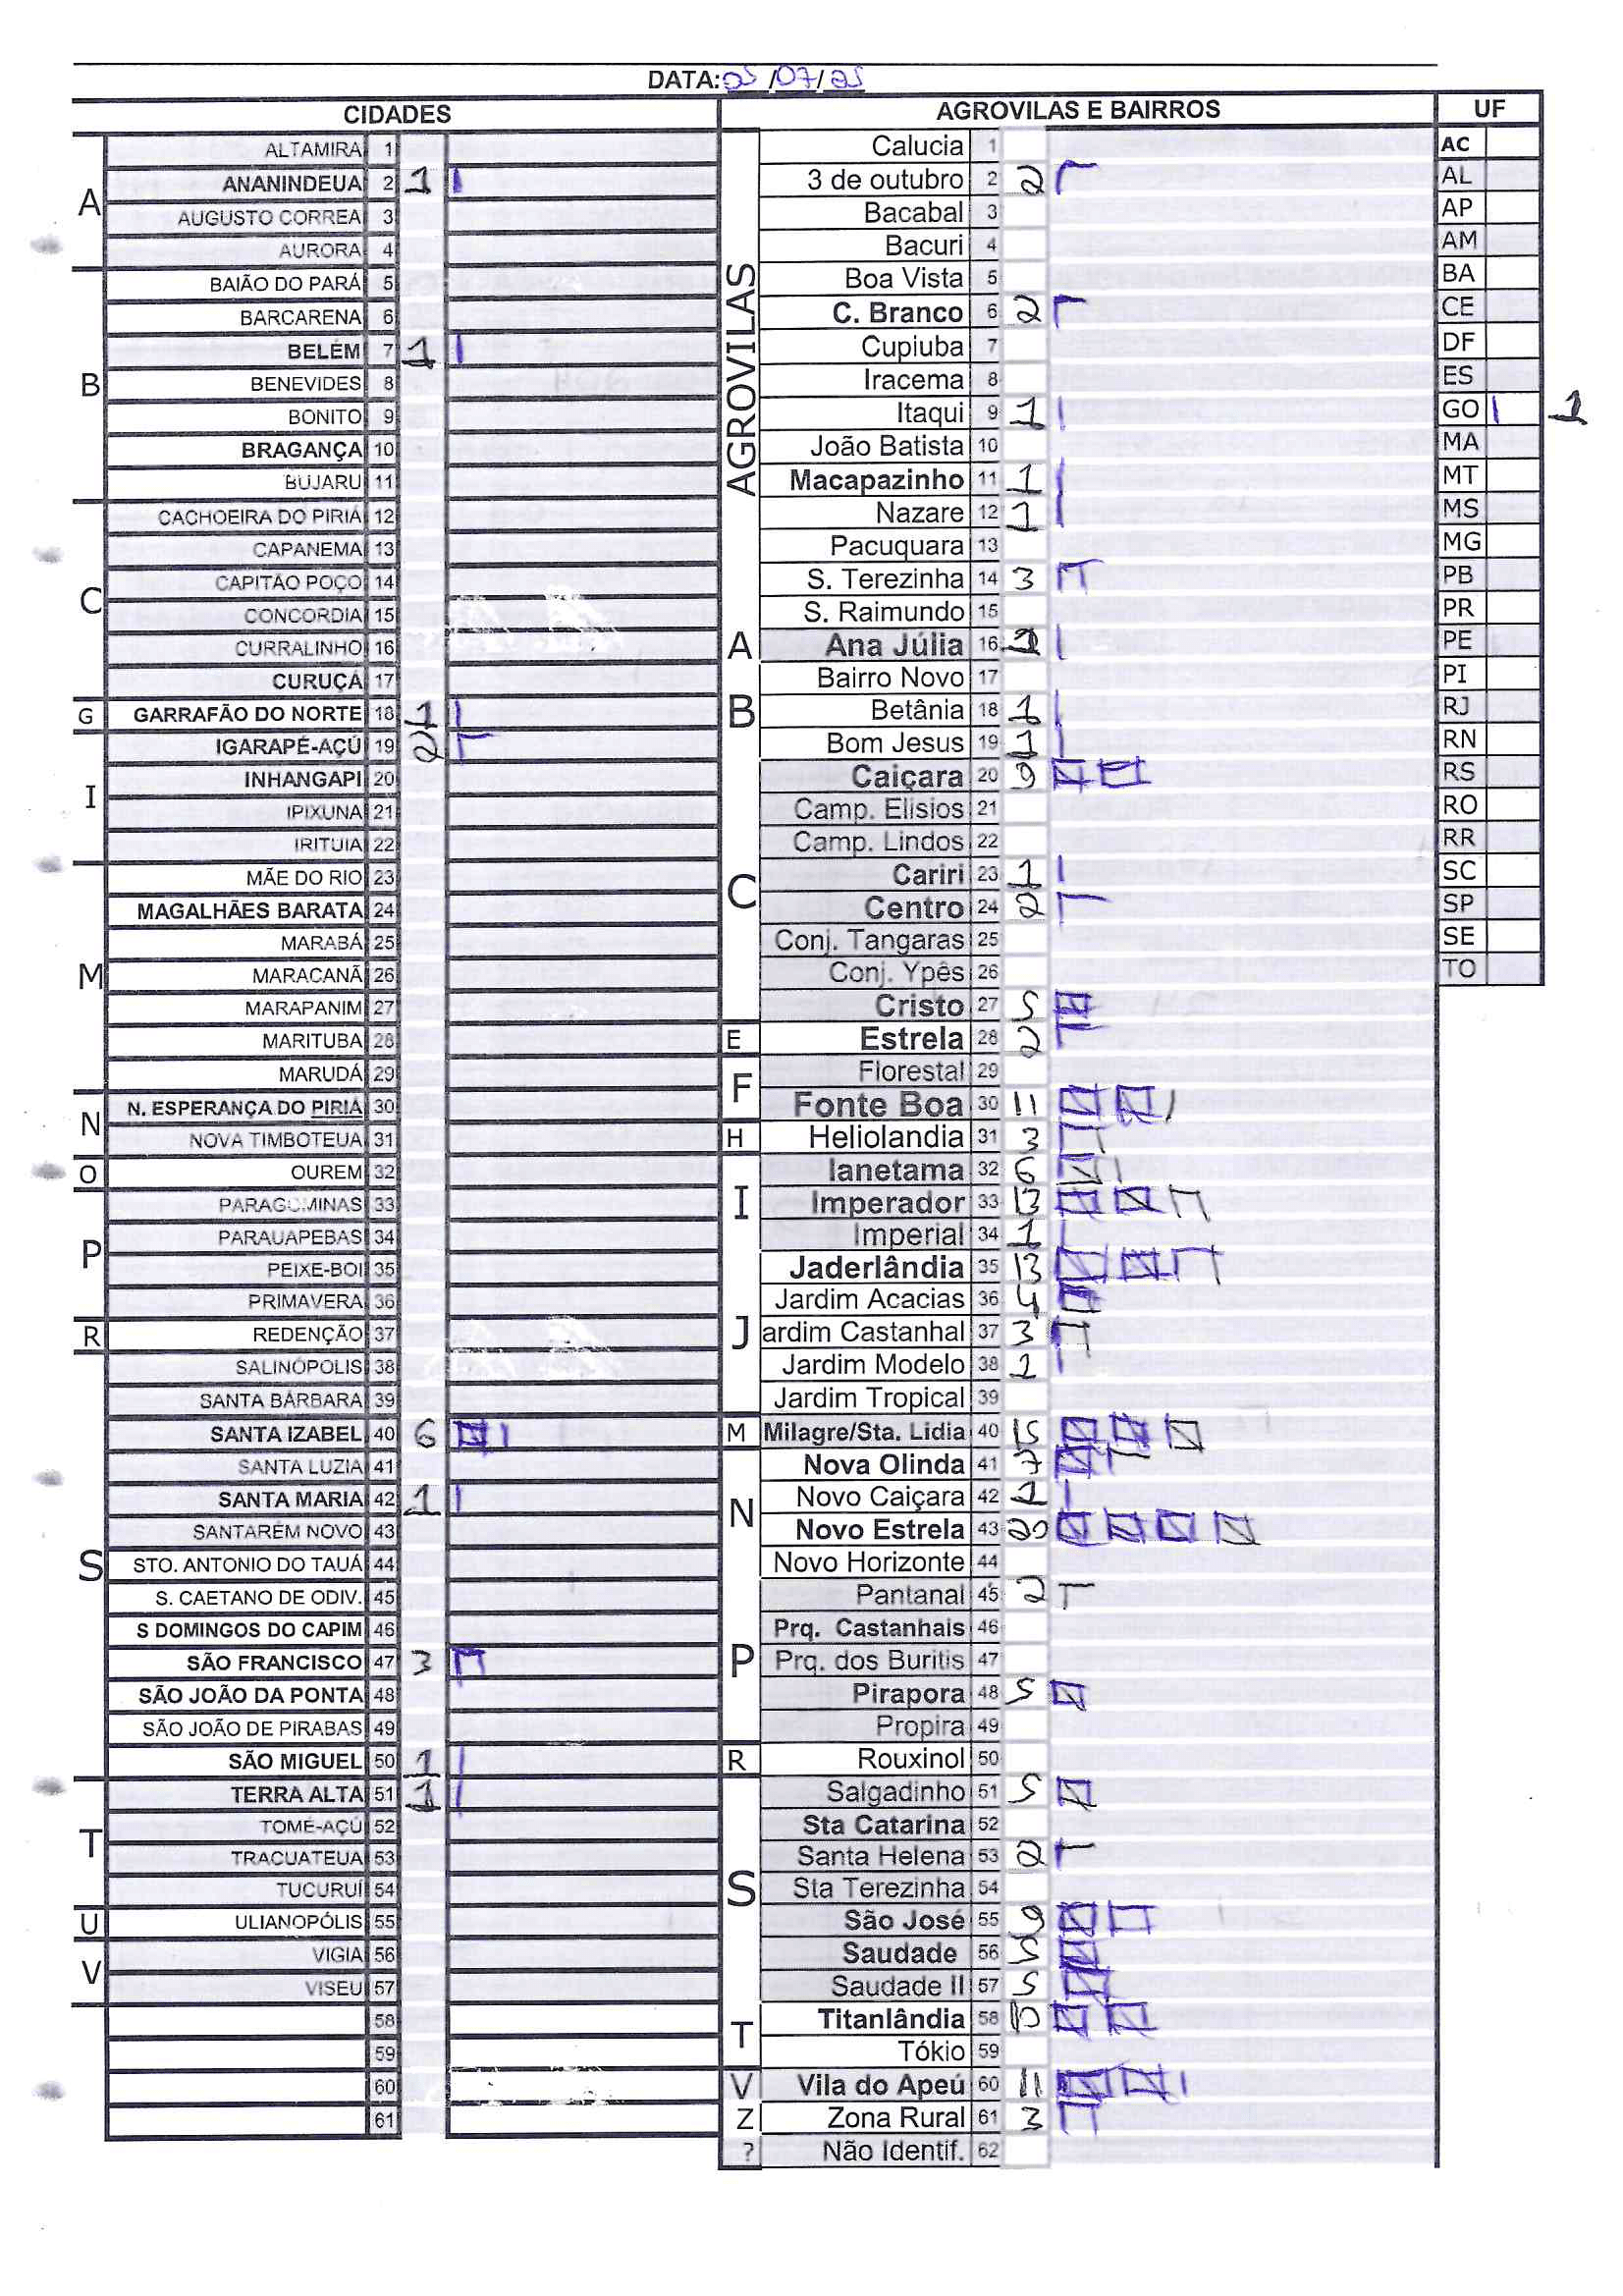 DATA: 05/07/25
CIDADES
A
ALTAMIRA 1
ANANINDEUA 2 1
AUGUSTO CORREA 3
AURORA 4
B
BAIÃO DO PARÁ 5
BARCARENA 6
BELÉM 7 1
BENEVIDES 8
BONITO 9
BRAGANÇA 10
BUJARU 11
C
CACHOEIRA DO PIRIÁ 12
CAPANEMA 13
CAPITÃO POÇO 14
CONCORDIA 15
CURRALINHO 16
CURUÇÁ 17
G
GARRAFÃO DO NORTE 18 1
I
IGARAPÉ-AÇÚ 19 2
INHANGAPI 20
IPIXUNA 21
IRITUIA 22
M
MÃE DO RIO 23
MAGALHÃES BARATA 24
MARABÁ 25
MARACANÃ 26
MARAPANIM 27
MARITUBA 28
MARUDÁ 29
N
N. ESPERANÇA DO PIRIÁ 30
NOVA TIMBOTEUA 31
O
OUREM 32
P
PARAGOMINAS 33
PARAUAPEBAS 34
PEIXE-BOI 35
PRIMAVERA 36
R
REDENÇÃO 37
S
SALINÓPOLIS 38
SANTA BÁRBARA 39
SANTA IZABEL 40 6
SANTA LUZIA 41
SANTA MARIA 42 1
SANTARÉM NOVO 43
STO. ANTONIO DO TAUÁ 44
S. CAETANO DE ODIV. 45
S DOMINGOS DO CAPIM 46
SÃO FRANCISCO 47 3
SÃO JOÃO DA PONTA 48
SÃO JOÃO DE PIRABAS 49
SÃO MIGUEL 50 1
T
TERRA ALTA 51 1
TOMÉ-AÇÚ 52
TRACUATEUA 53
TUCURUÍ 54
U
ULIANOPÓLIS 55
V
VIGIA 56
VISEU 57
58
59
60
61
AGROVILAS E BAIRROS
AGROVILAS
Calucia 1
3 de outubro 2 2
Bacabal 3
Bacuri 4
Boa Vista 5
C. Branco 6 2
Cupiuba 7
Iracema 8
Itaqui 9 1
João Batista 10
Macapazinho 11 1
Nazare 12 1
Pacuquara 13
S. Terezinha 14 3
S. Raimundo 15
A
Ana Júlia 16 1
B
Bairro Novo 17
Betânia 18 1
Bom Jesus 19 1
C
Caiçara 20 9
Camp. Elisios 21
Camp. Lindos 22
Cariri 23 1
Centro 24 2
Conj. Tangaras 25
Conj. Ypês 26
Cristo 27 5
E
Estrela 28 2
F
Florestal 29
Fonte Boa 30 11
H
Heliolandia 31 3
I
Ianetama 32 6
Imperador 33 13
Imperial 34 1
J
Jaderlândia 35 13
Jardim Acacias 36 4
ardim Castanhal 37 3
Jardim Modelo 38 1
Jardim Tropical 39
M
Milagre/Sta. Lidia 40 15
N
Nova Olinda 41 7
Novo Caiçara 42 1
Novo Estrela 43 20
Novo Horizonte 44
P
Pantanal 45 2
Prq. Castanhais 46
Prq. dos Buritis 47
Pirapora 48 5
Propira 49
R
Rouxinol 50
S
Salgadinho 51 5
Sta Catarina 52
Santa Helena 53 2
Sta Terezinha 54
São José 55 9
Saudade 56 5
Saudade II 57 5
T
Titanlândia 58 10
Tókio 59
V
Vila do Apeú 60 11
Z
Zona Rural 61 3
?
Não Identif. 62
UF
AC
AL
AP
AM
BA
CE
DF
ES
GO 1
MA
MT
MS
MG
PB
PR
PE
PI
RJ
RN
RS
RO
RR
SC
SP
SE
TO